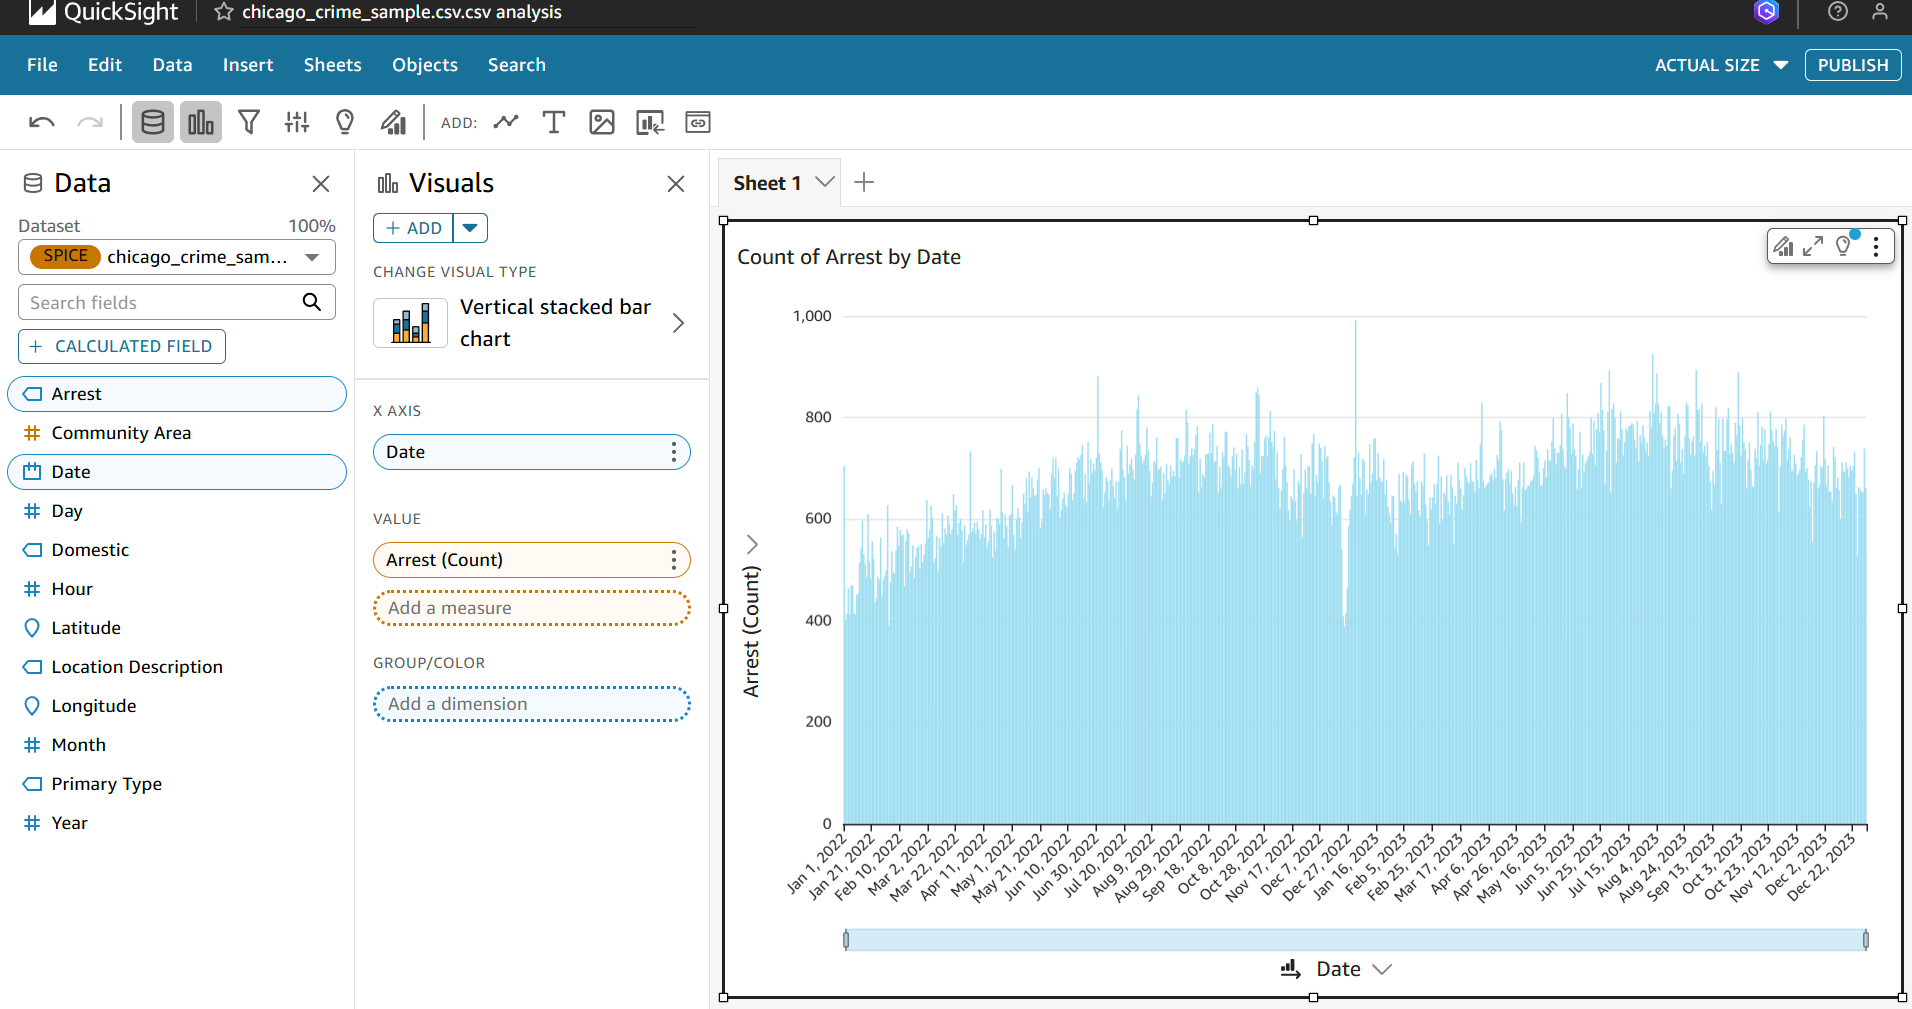 QuickSight
chicago_crime_sample.csv.csv analysis
File Edit Data Insert Sheets Objects Search
ACTUAL SIZE
PUBLISH
ADD:
Data
Dataset 100%
SPICE chicago_crime_sam...
Search fields
+ CALCULATED FIELD
Arrest
Community Area
Date
Day
Domestic
Hour
Latitude
Location Description
Longitude
Month
Primary Type
Year
Visuals
+ ADD
CHANGE VISUAL TYPE
Vertical stacked bar
chart
X AXIS
Date
VALUE
Arrest (Count)
Add a measure
GROUP/COLOR
Add a dimension
Sheet 1
Count of Arrest by Date
Arrest (Count)
1,000
800
600
400
200
0
Jan 1, 2022
Jan 21, 2022
Feb 10, 2022
Mar 2, 2022
Mar 22, 2022
Apr 11, 2022
May 1, 2022
May 21, 2022
Jun 10, 2022
Jun 30, 2022
Jul 20, 2022
Aug 9, 2022
Aug 29, 2022
Sep 18, 2022
Oct 8, 2022
Oct 28, 2022
Nov 17, 2022
Dec 7, 2022
Dec 27, 2022
Jan 16, 2023
Feb 5, 2023
Feb 25, 2023
Mar 17, 2023
Apr 6, 2023
Apr 26, 2023
May 16, 2023
Jun 5, 2023
Jun 25, 2023
Jul 15, 2023
Aug 4, 2023
Aug 24, 2023
Sep 13, 2023
Oct 3, 2023
Oct 23, 2023
Nov 12, 2023
Dec 2, 2023
Dec 22, 2023
Date